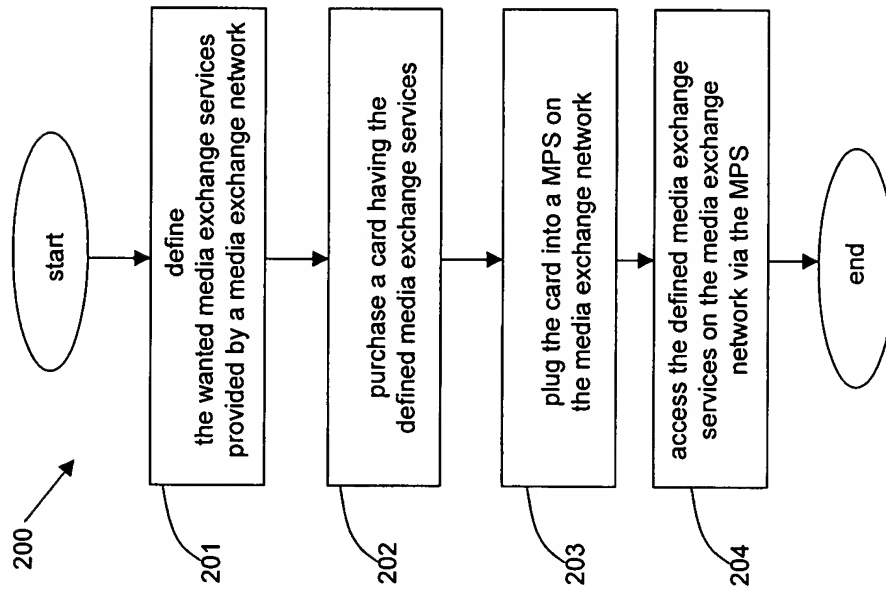 200
start
201
define
the wanted media exchange services
provided by a media exchange network
202
purchase a card having the
defined media exchange services
203
plug the card into a MPS on
the media exchange network
204
access the defined media exchange
services on the media exchange
network via the MPS
end